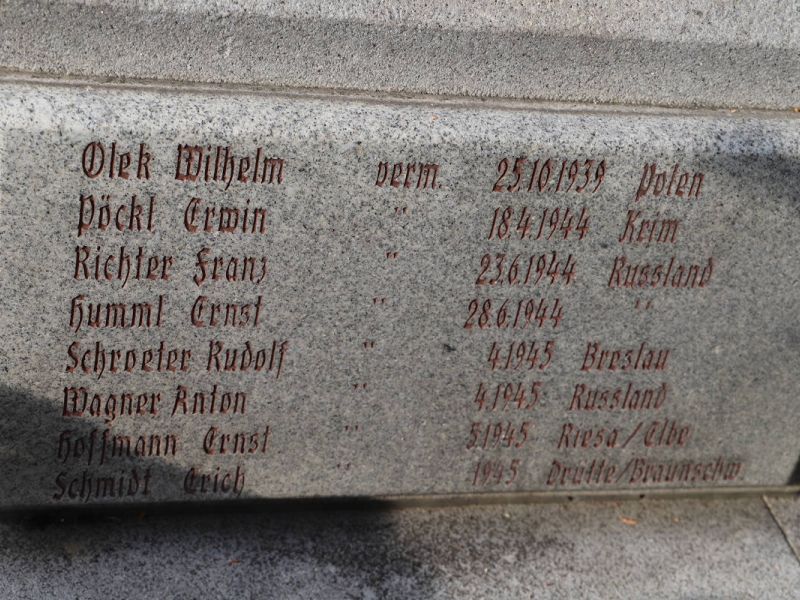 Olek Wilhelm verm. 25.10.1939 Polen
Pöckl Erwin " 18.4.1944 Krim
Richter Franz " 23.6.1944 Russland
Humml Ernst " 28.6.1944 "
Schroeter Rudolf " 4.1945 Breslau
Wagner Anton " 4.1945 Russland
Hoffmann Ernst " 5.1945 Riesa/Elbe
Schmidt Erich " 1945 Drütte/Braunschw.